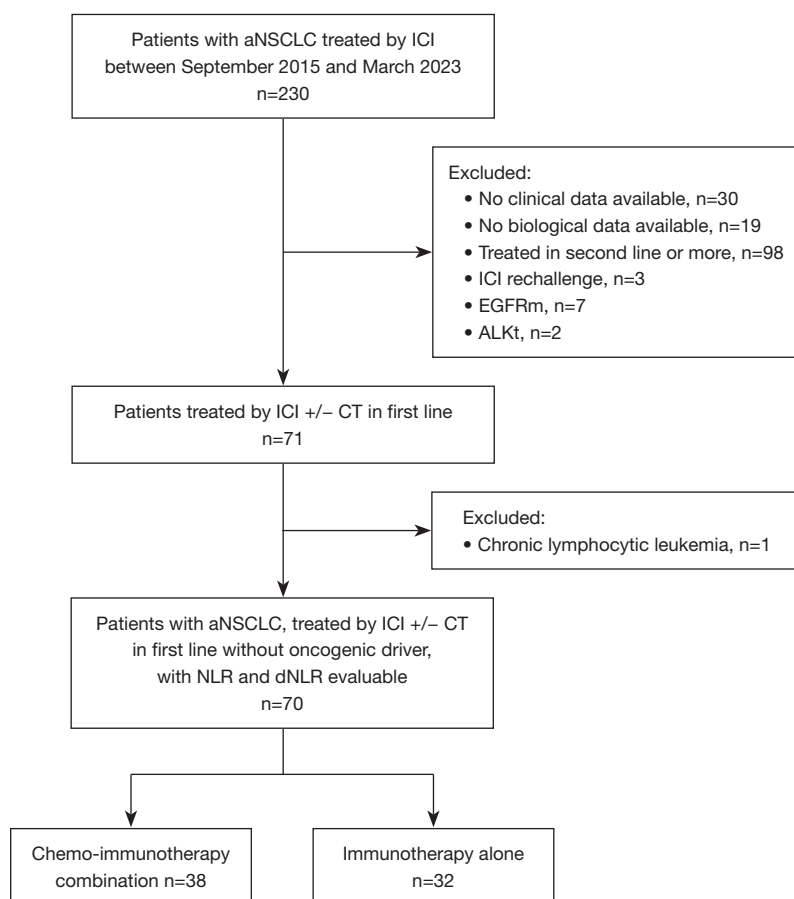 Patients with aNSCLC treated by ICI
between September 2015 and March 2023
n=230
Excluded:
• No clinical data available, n=30
• No biological data available, n=19
• Treated in second line or more, n=98
• ICI rechallenge, n=3
• EGFRm, n=7
• ALKt, n=2
Patients treated by ICI +/− CT in first line
n=71
Excluded:
• Chronic lymphocytic leukemia, n=1
Patients with aNSCLC, treated by ICI +/− CT
in first line without oncogenic driver,
with NLR and dNLR evaluable
n=70
Chemo-immunotherapy
combination n=38
Immunotherapy alone
n=32